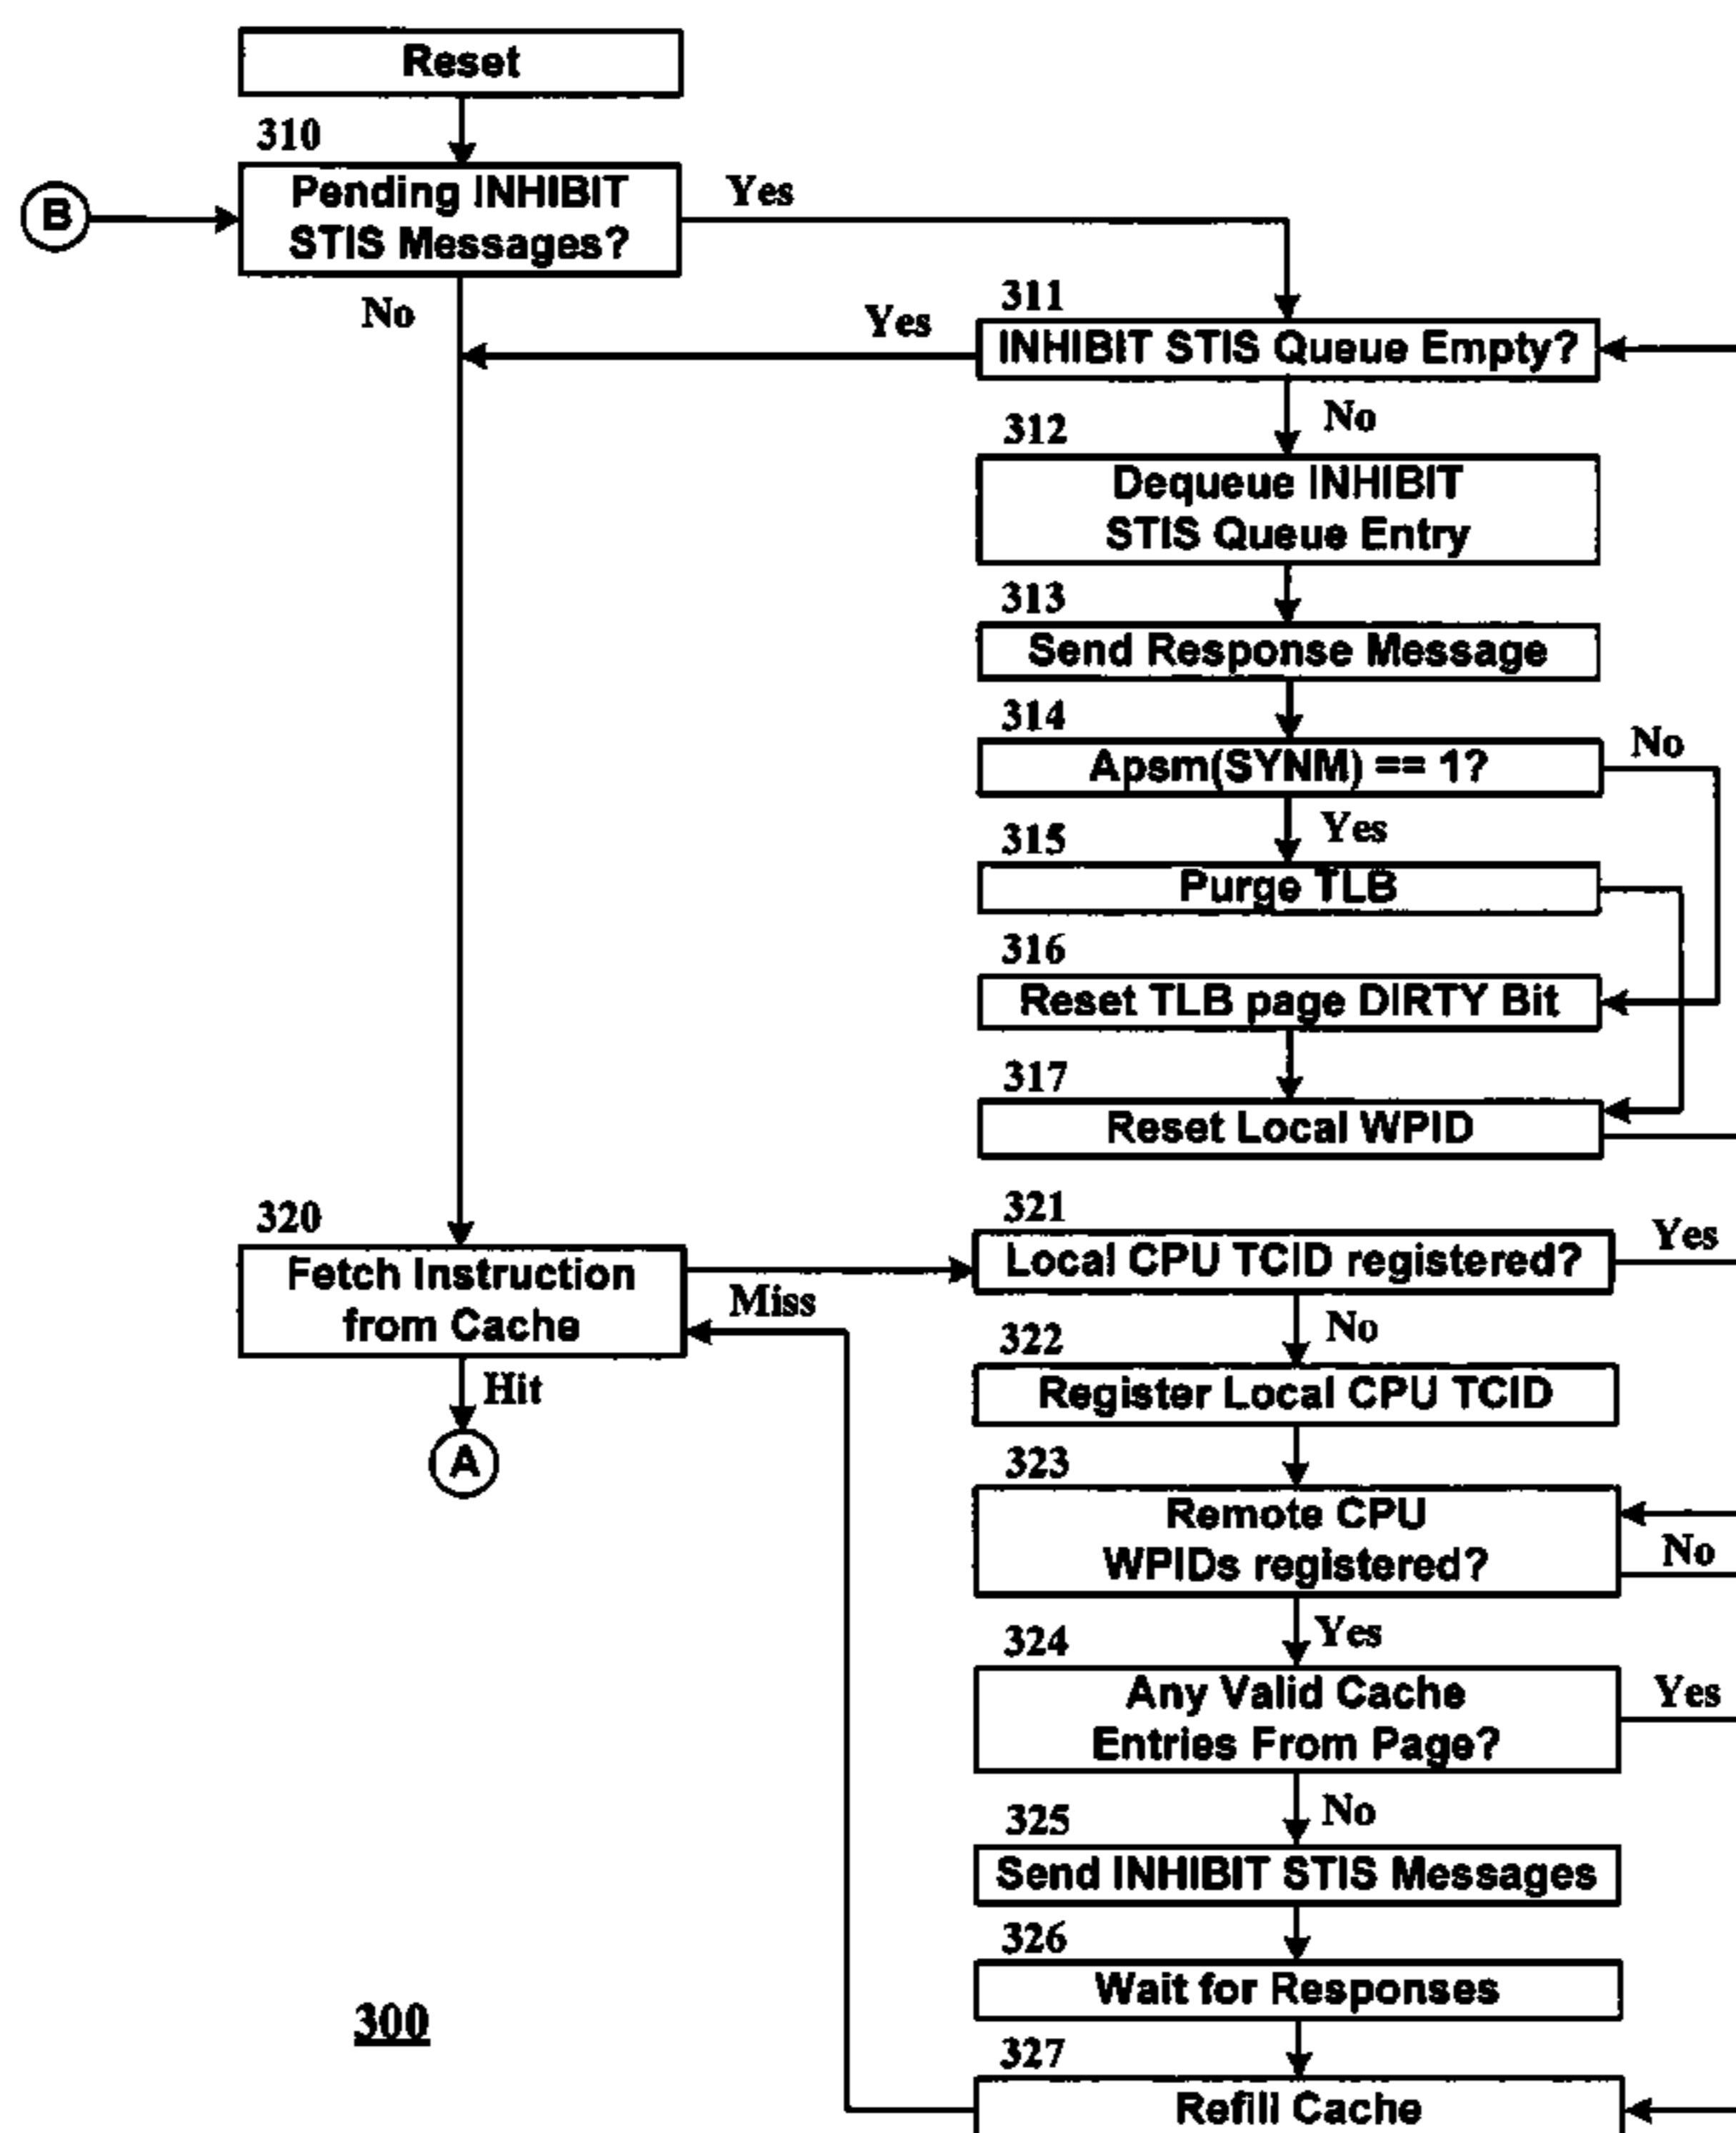 Reset
310
Pending INHIBIT
STIS Messages?
Yes
B
No
311
Yes
INHIBIT STIS Queue Empty?
No
312
Dequeue INHIBIT
STIS Queue Entry
313
Send Response Message
314
Apsm(SYNM) == 1?
No
Yes
315
Purge TLB
316
Reset TLB page DIRTY Bit
317
Reset Local WPID
320
Fetch Instruction
from Cache
Miss
Hit
A
321
Local CPU TCID registered?
Yes
No
322
Register Local CPU TCID
323
Remote CPU
WPIDs registered?
No
Yes
324
Any Valid Cache
Entries From Page?
Yes
No
325
Send INHIBIT STIS Messages
326
Wait for Responses
327
Refill Cache
300